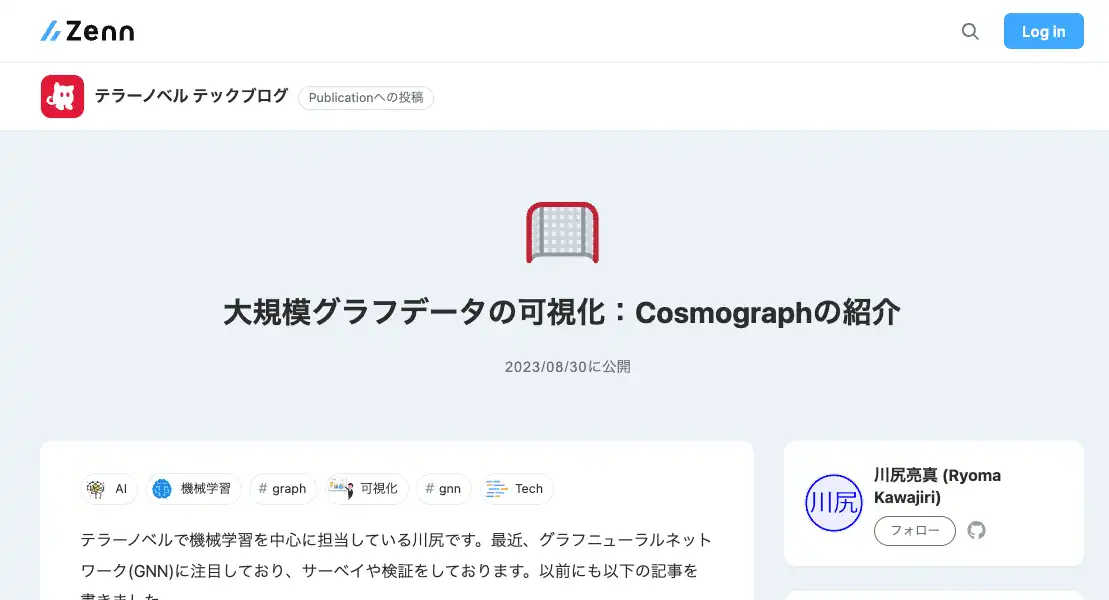 Zenn
Log in
テラーノベル テックブログ
Publicationへの投稿
大規模グラフデータの可視化：Cosmographの紹介
2023/08/30に公開
AI
機械学習
# graph
可視化
# gnn
Tech
テラーノベルで機械学習を中心に担当している川尻です。最近、グラフニューラルネット
ワーク(GNN)に注目しており、サーベイや検証をしております。以前にも以下の記事を
書きました
川尻
川尻亮真 (Ryoma
Kawajiri)
フォロー